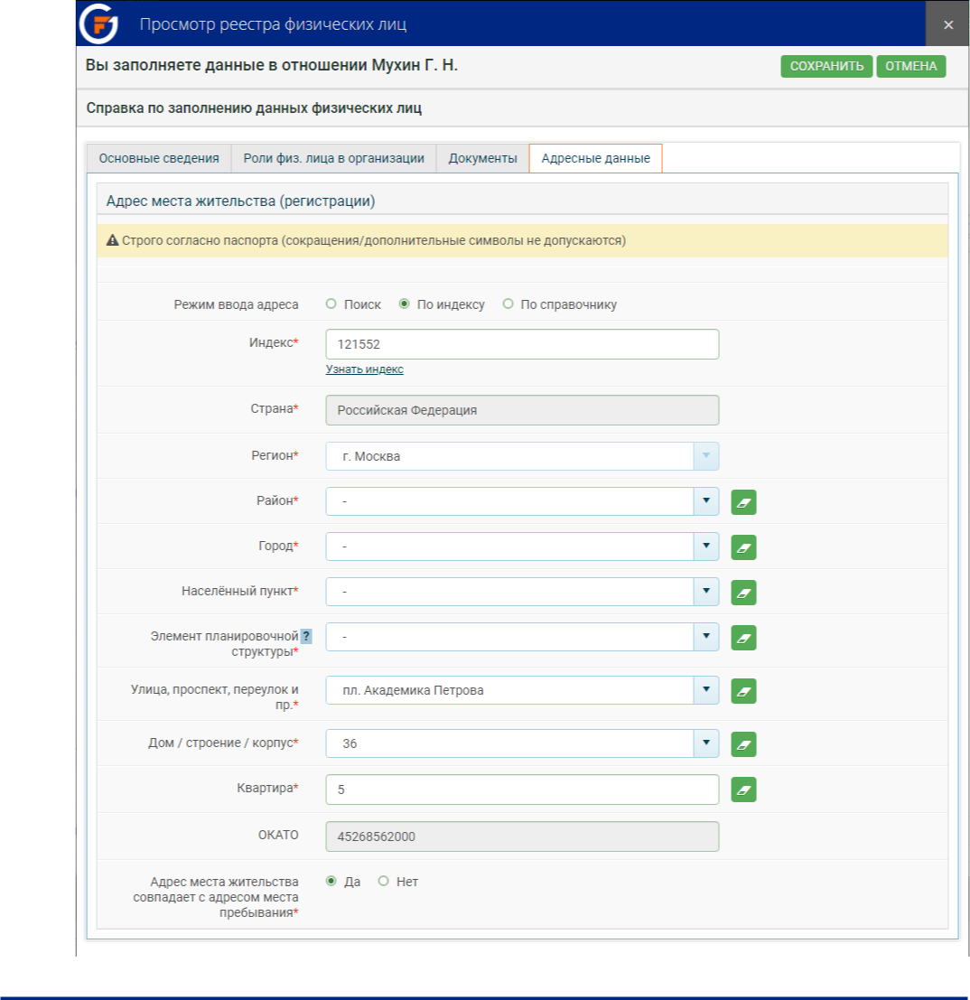 Просмотр реестра физических лиц
×
Вы заполняете данные в отношении Мухин Г. Н.
СОХРАНИТЬ ОТМЕНА
Справка по заполнению данных физических лиц
Основные сведения Роли физ. лица в организации Документы Адресные данные
Адрес места жительства (регистрации)
Строго согласно паспорта (сокращения/дополнительные символы не допускаются)
Режим ввода адреса Поиск По индексу По справочнику
Индекс* 121552
Узнать индекс
Страна* Российская Федерация
Регион* г. Москва
Район* -
Город* -
Населённый пункт* -
Элемент планировочной ? -
структуры*
Улица, проспект, переулок и пл. Академика Петрова
пр.*
Дом / строение / корпус* 36
Квартира* 5
ОКАТО 45268562000
Адрес места жительства Да Нет
совпадает с адресом места
пребывания*